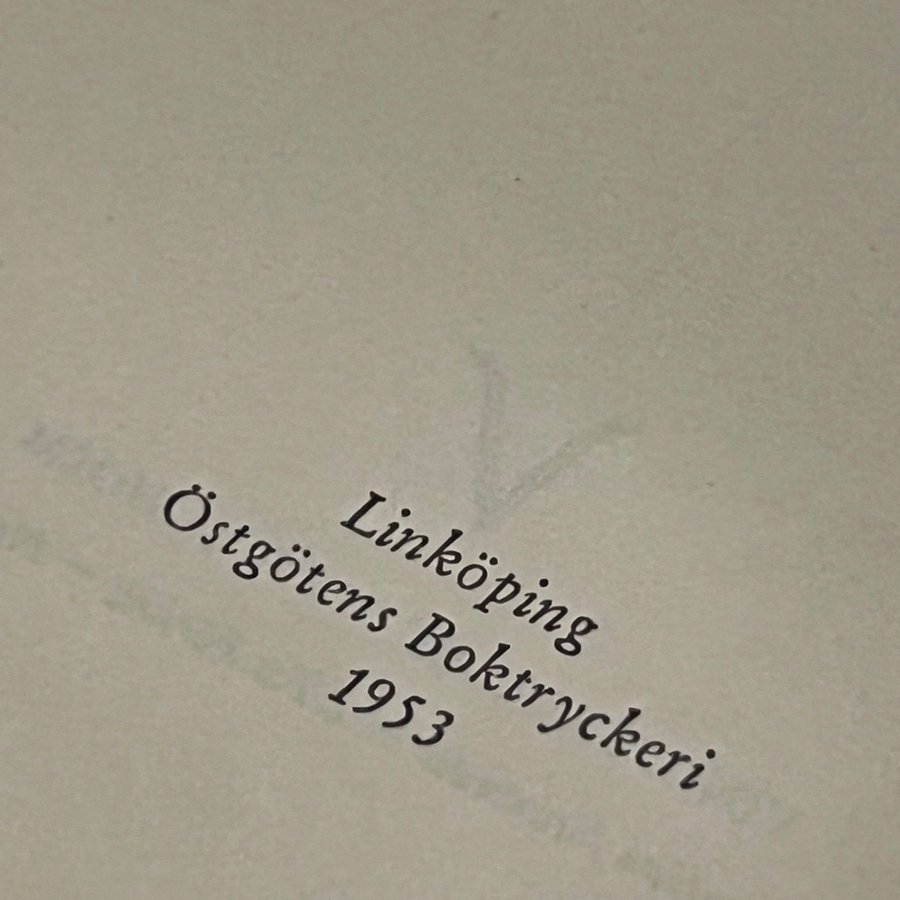 Linköping
Östgötens Boktryckeri
1953